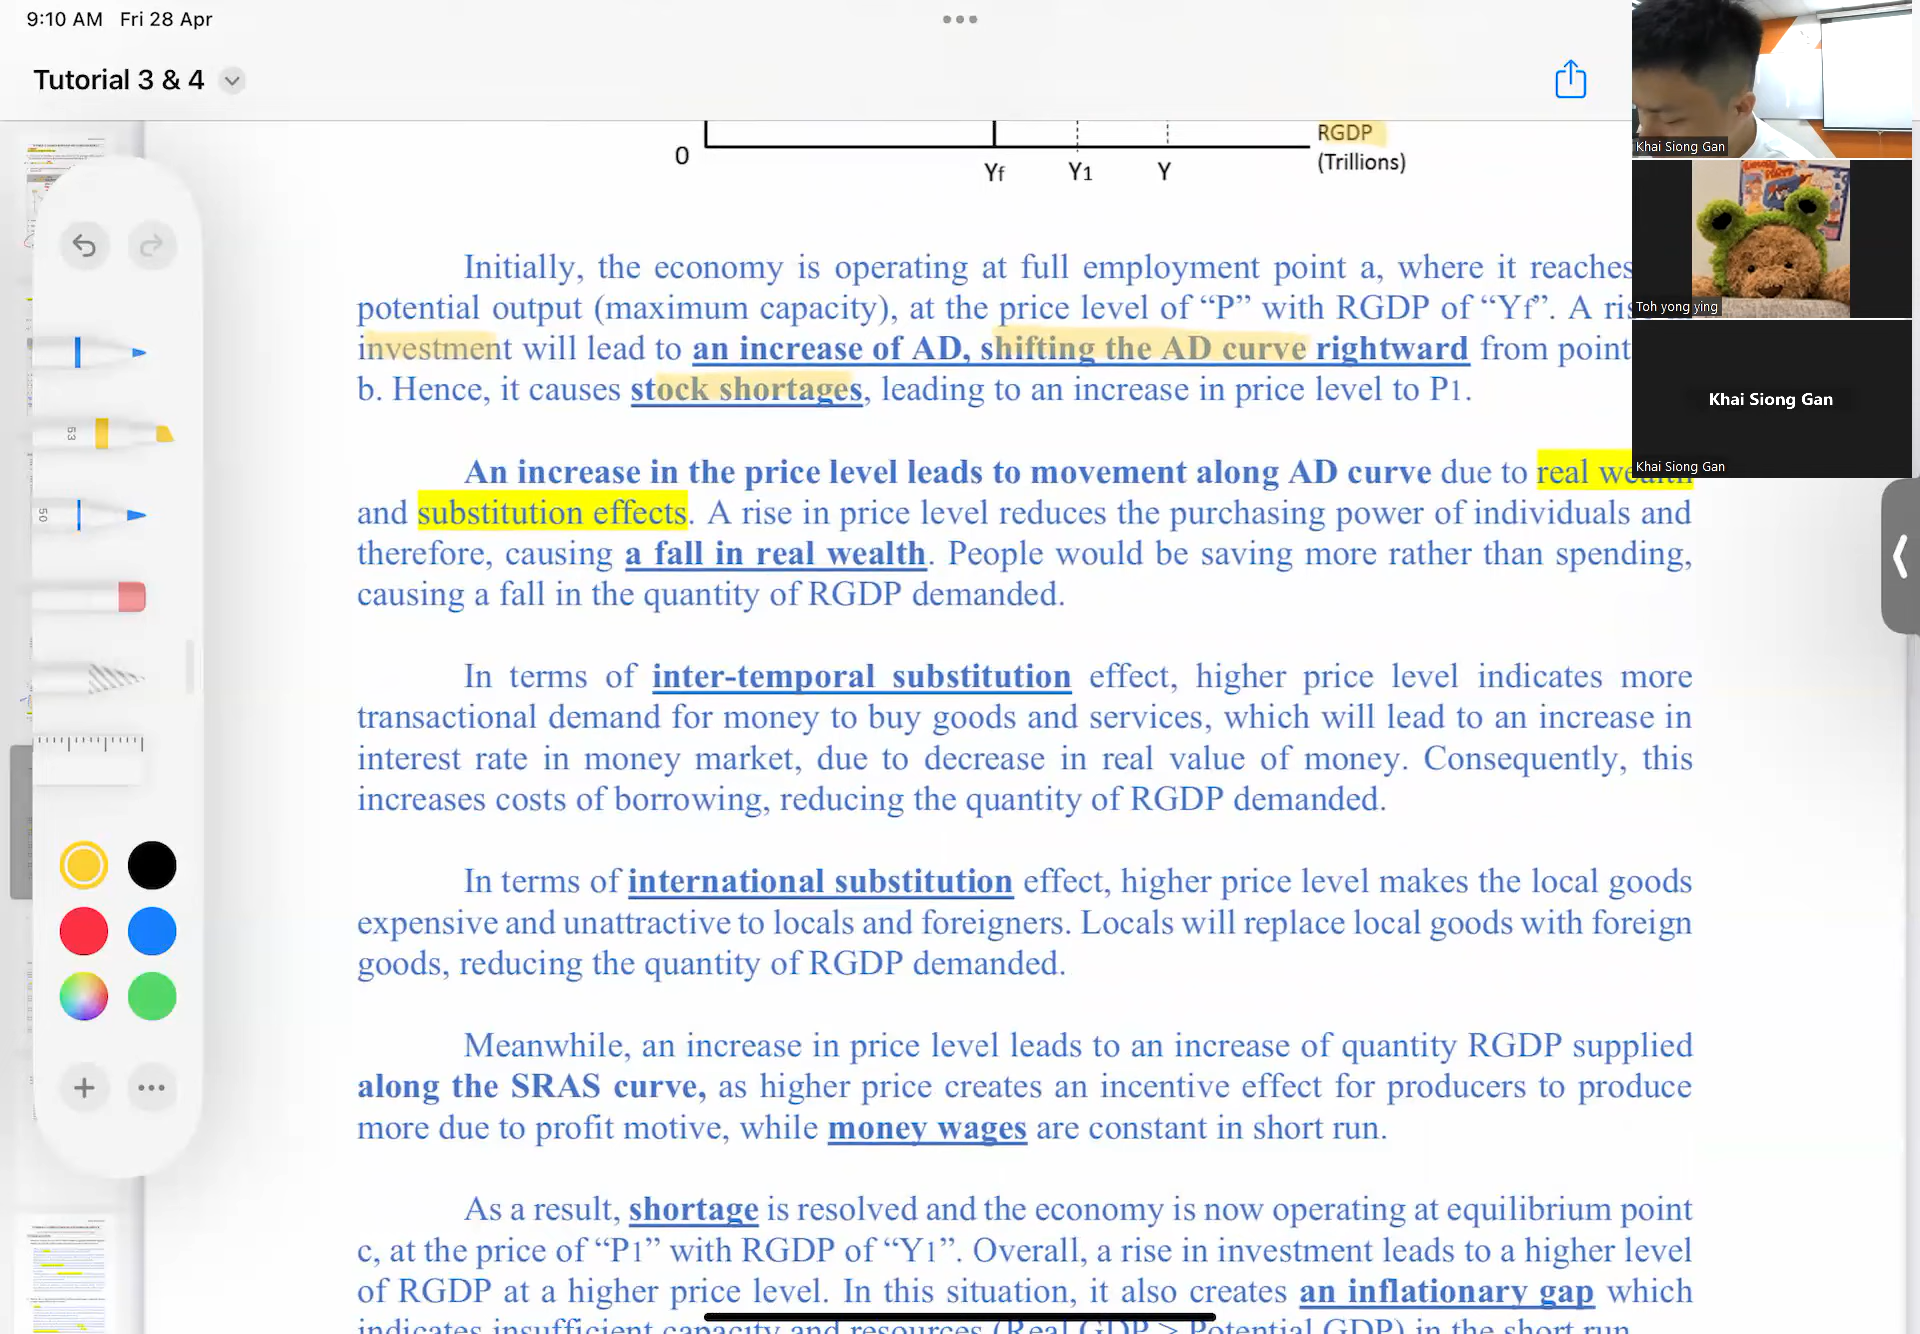 9:10 AM Fri 28 Apr
Tutorial 3 & 4
RGDP
(Trillions)
0
Yf Y1 Y
Initially, the economy is operating at full employment point a, where it reaches
potential output (maximum capacity), at the price level of “P” with RGDP of “Yf”. A
investment will lead to an increase of AD, shifting the AD curve rightward from point
b. Hence, it causes stock shortages, leading to an increase in price level to P1.
An increase in the price level leads to movement along AD curve due to real
and substitution effects. A rise in price level reduces the purchasing power of individuals and
therefore, causing a fall in real wealth. People would be saving more rather than spending,
causing a fall in the quantity of RGDP demanded.
In terms of inter-temporal substitution effect, higher price level indicates more
transactional demand for money to buy goods and services, which will lead to an increase in
interest rate in money market, due to decrease in real value of money. Consequently, this
increases costs of borrowing, reducing the quantity of RGDP demanded.
In terms of international substitution effect, higher price level makes the local goods
expensive and unattractive to locals and foreigners. Locals will replace local goods with foreign
goods, reducing the quantity of RGDP demanded.
Meanwhile, an increase in price level leads to an increase of quantity RGDP supplied
along the SRAS curve, as higher price creates an incentive effect for producers to produce
more due to profit motive, while money wages are constant in short run.
As a result, shortage is resolved and the economy is now operating at equilibrium point
c, at the price of “P1” with RGDP of “Y1”. Overall, a rise in investment leads to a higher level
of RGDP at a higher price level. In this situation, it also creates an inflationary gap which
indicates insufficient capacity and resources (Real GDP > Potential GDP) in the short run.
53
50
Khai Siong Gan
Toh yong ying
Khai Siong Gan
Khai Siong Gan